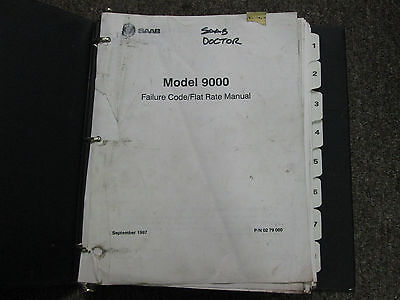 SAAB
SAAB
DOCTOR
Model 9000
Failure Code/Flat Rate Manual
September 1987
P/N 02 79 000
1
2
3
4
5
6
7